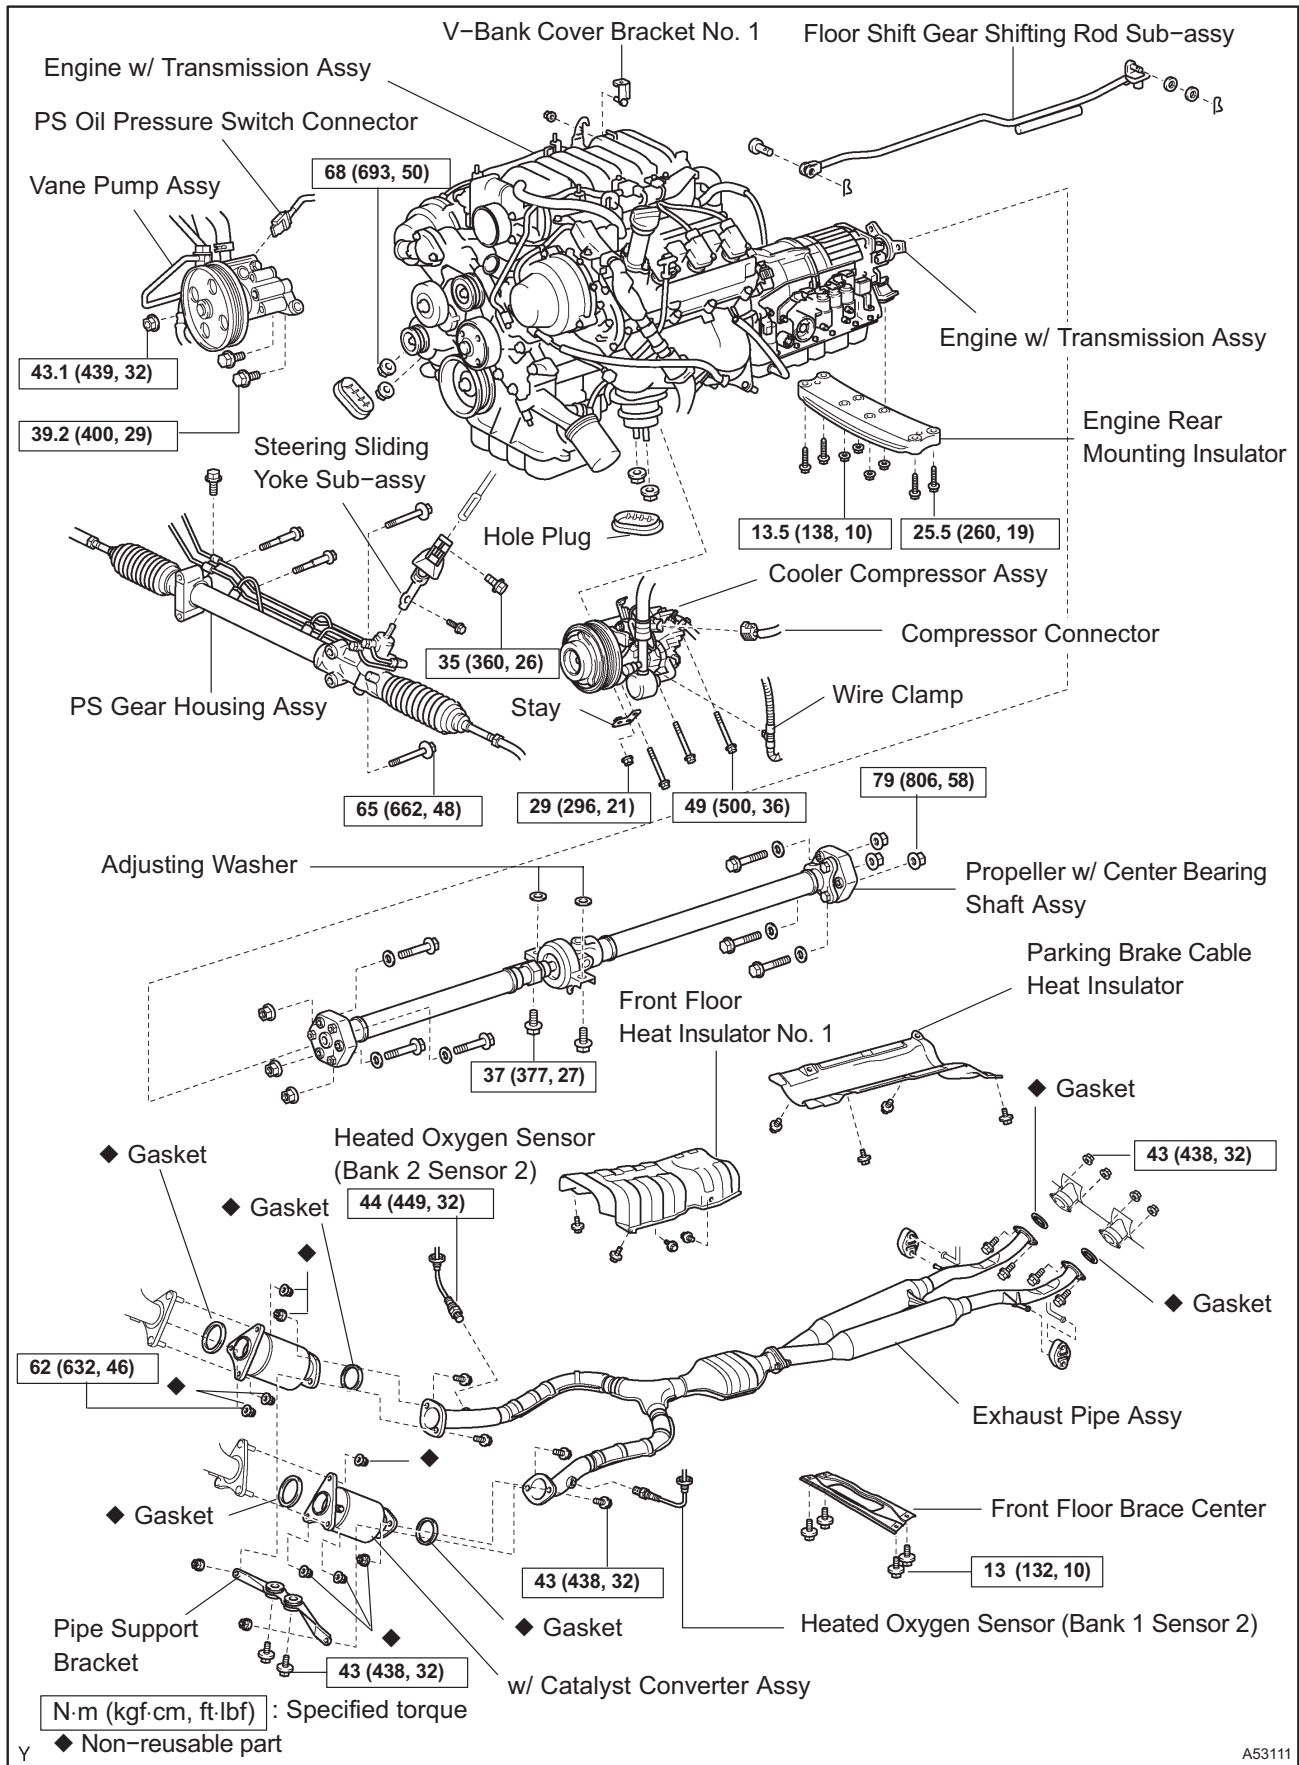 V−Bank Cover Bracket No. 1
Floor Shift Gear Shifting Rod Sub−assy
Engine w/ Transmission Assy
PS Oil Pressure Switch Connector
68 (693, 50)
Vane Pump Assy
Engine w/ Transmission Assy
43.1 (439, 32)
39.2 (400, 29)
Steering Sliding
Yoke Sub−assy
Engine Rear
Mounting Insulator
Hole Plug
13.5 (138, 10)
25.5 (260, 19)
Cooler Compressor Assy
Compressor Connector
35 (360, 26)
PS Gear Housing Assy
Stay
Wire Clamp
65 (662, 48)
29 (296, 21)
49 (500, 36)
79 (806, 58)
Adjusting Washer
Propeller w/ Center Bearing
Shaft Assy
Parking Brake Cable
Heat Insulator
Front Floor
Heat Insulator No. 1
37 (377, 27)
◆ Gasket
Heated Oxygen Sensor
(Bank 2 Sensor 2)
◆ Gasket
43 (438, 32)
44 (449, 32)
◆ Gasket
◆
◆ Gasket
62 (632, 46)
◆
Exhaust Pipe Assy
◆
◆ Gasket
Front Floor Brace Center
43 (438, 32)
13 (132, 10)
Pipe Support
Bracket
◆
◆ Gasket
Heated Oxygen Sensor (Bank 1 Sensor 2)
43 (438, 32)
w/ Catalyst Converter Assy
N·m (kgf·cm, ft·lbf) : Specified torque
◆ Non−reusable part
Y
A53111